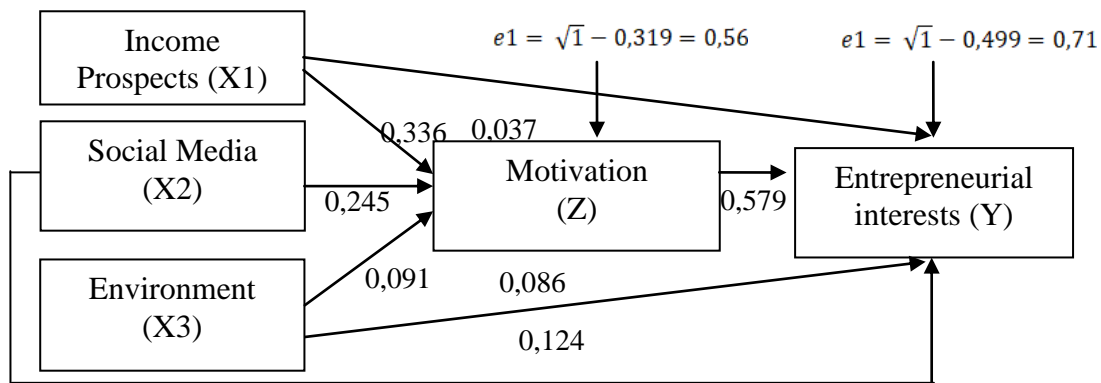 Income
Prospects (X1)
e1 = √1 − 0,319 = 0,56
e1 = √1 − 0,499 = 0,71
0,336
0,037
Social Media
(X2)
0,245
Motivation
(Z)
0,579
Entrepreneurial
interests (Y)
Environment
(X3)
0,091
0,086
0,124